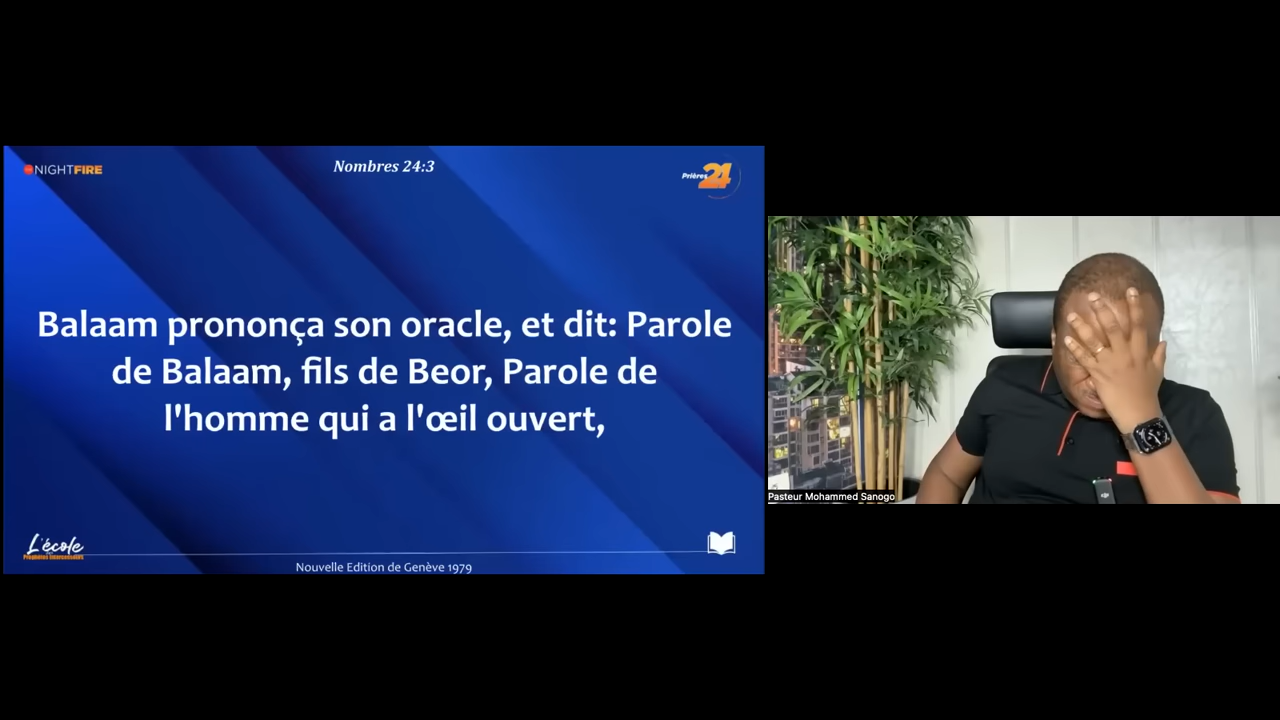 NIGHTFIRE
Nombres 24:3
Prières 24
Balaam prononça son oracle, et dit: Parole
de Balaam, fils de Beor, Parole de
l'homme qui a l'œil ouvert,
L'école
Nouvelle Edition de Genève 1979
Pasteur Mohammed Sanogo